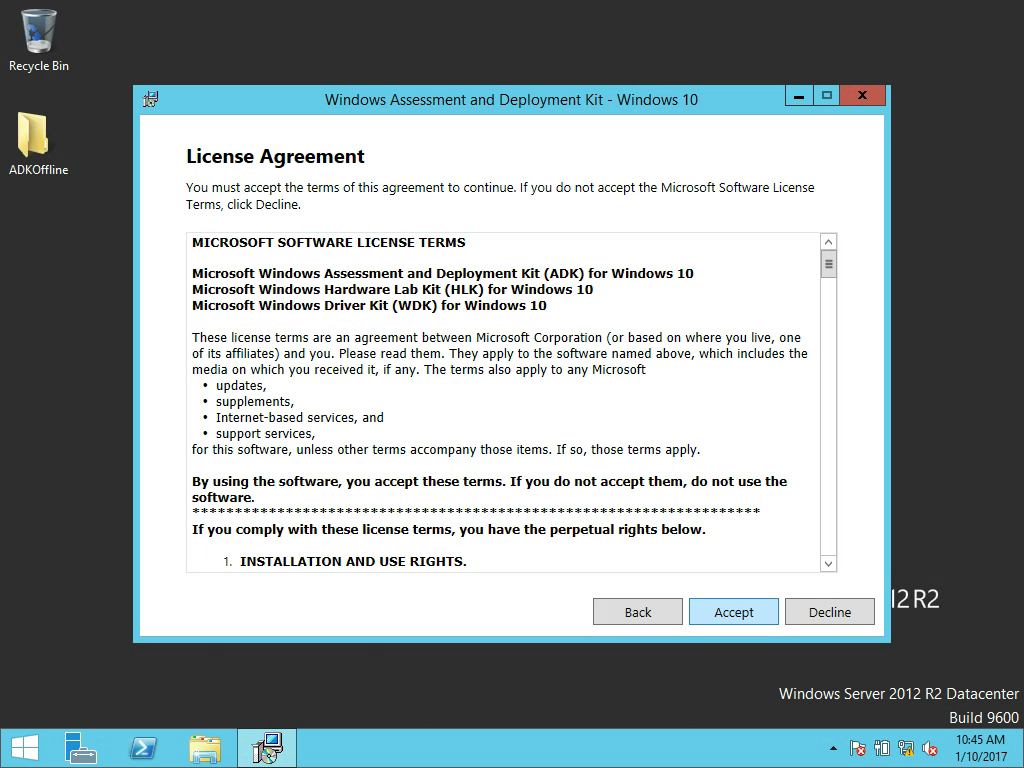 Recycle Bin
ADKOffline
Windows Assessment and Deployment Kit - Windows 10
License Agreement
You must accept the terms of this agreement to continue. If you do not accept the Microsoft Software License
Terms, click Decline.
MICROSOFT SOFTWARE LICENSE TERMS
Microsoft Windows Assessment and Deployment Kit (ADK) for Windows 10
Microsoft Windows Hardware Lab Kit (HLK) for Windows 10
Microsoft Windows Driver Kit (WDK) for Windows 10
These license terms are an agreement between Microsoft Corporation (or based on where you live, one
of its affiliates) and you. Please read them. They apply to the software named above, which includes the
media on which you received it, if any. The terms also apply to any Microsoft
• updates,
• supplements,
• Internet-based services, and
• support services,
for this software, unless other terms accompany those items. If so, those terms apply.
By using the software, you accept these terms. If you do not accept them, do not use the
software.
********************************************************************
If you comply with these license terms, you have the perpetual rights below.
1. INSTALLATION AND USE RIGHTS.
Back
Accept
Decline
12 R2
Windows Server 2012 R2 Datacenter
Build 9600
10:45 AM
1/10/2017